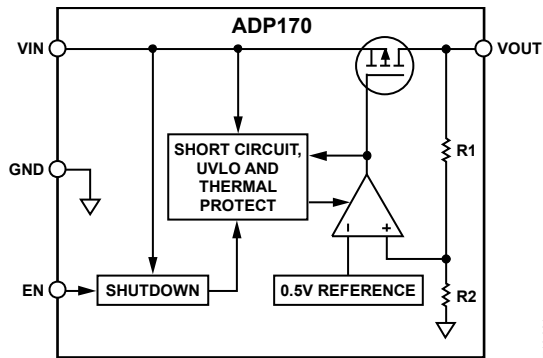 ADP170
VIN
VOUT
SHORT CIRCUIT,
UVLO AND
THERMAL
PROTECT
R1
GND
EN
SHUTDOWN
0.5V REFERENCE
R2